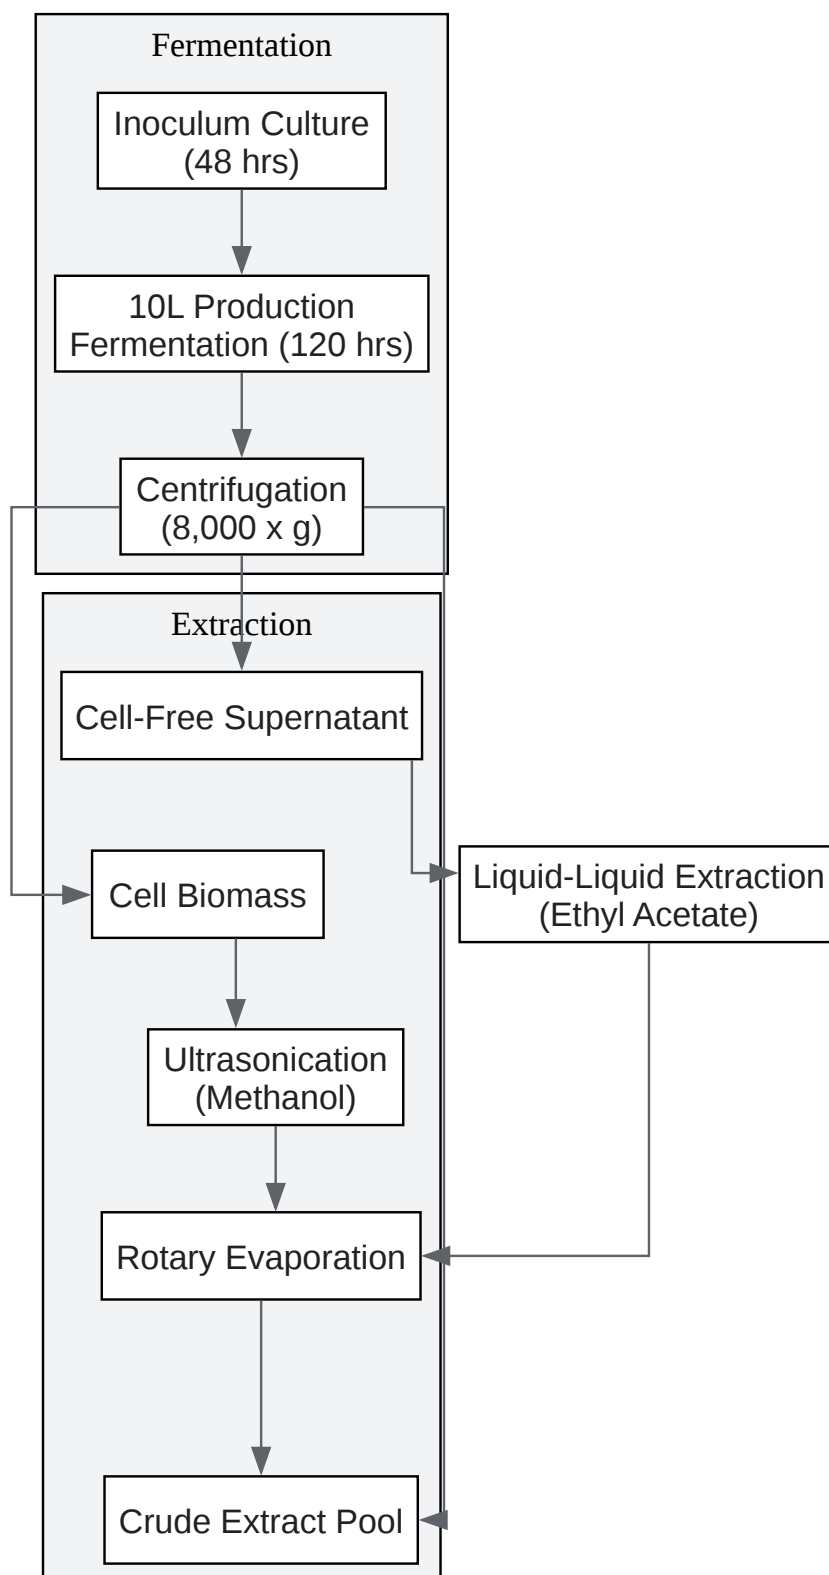 Fermentation
Inoculum Culture
(48 hrs)
10L Production
Fermentation (120 hrs)
Centrifugation
(8,000 x g)
Extraction
Cell-Free Supernatant
Cell Biomass
Liquid-Liquid Extraction
(Ethyl Acetate)
Ultrasonication
(Methanol)
Rotary Evaporation
Crude Extract Pool